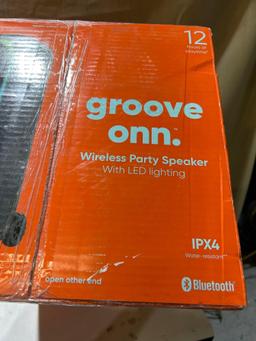 12
hours of
playtime*
groove
onn.™
Wireless Party Speaker
With LED lighting
IPX4
Water-resistant*
Bluetooth®
open other end